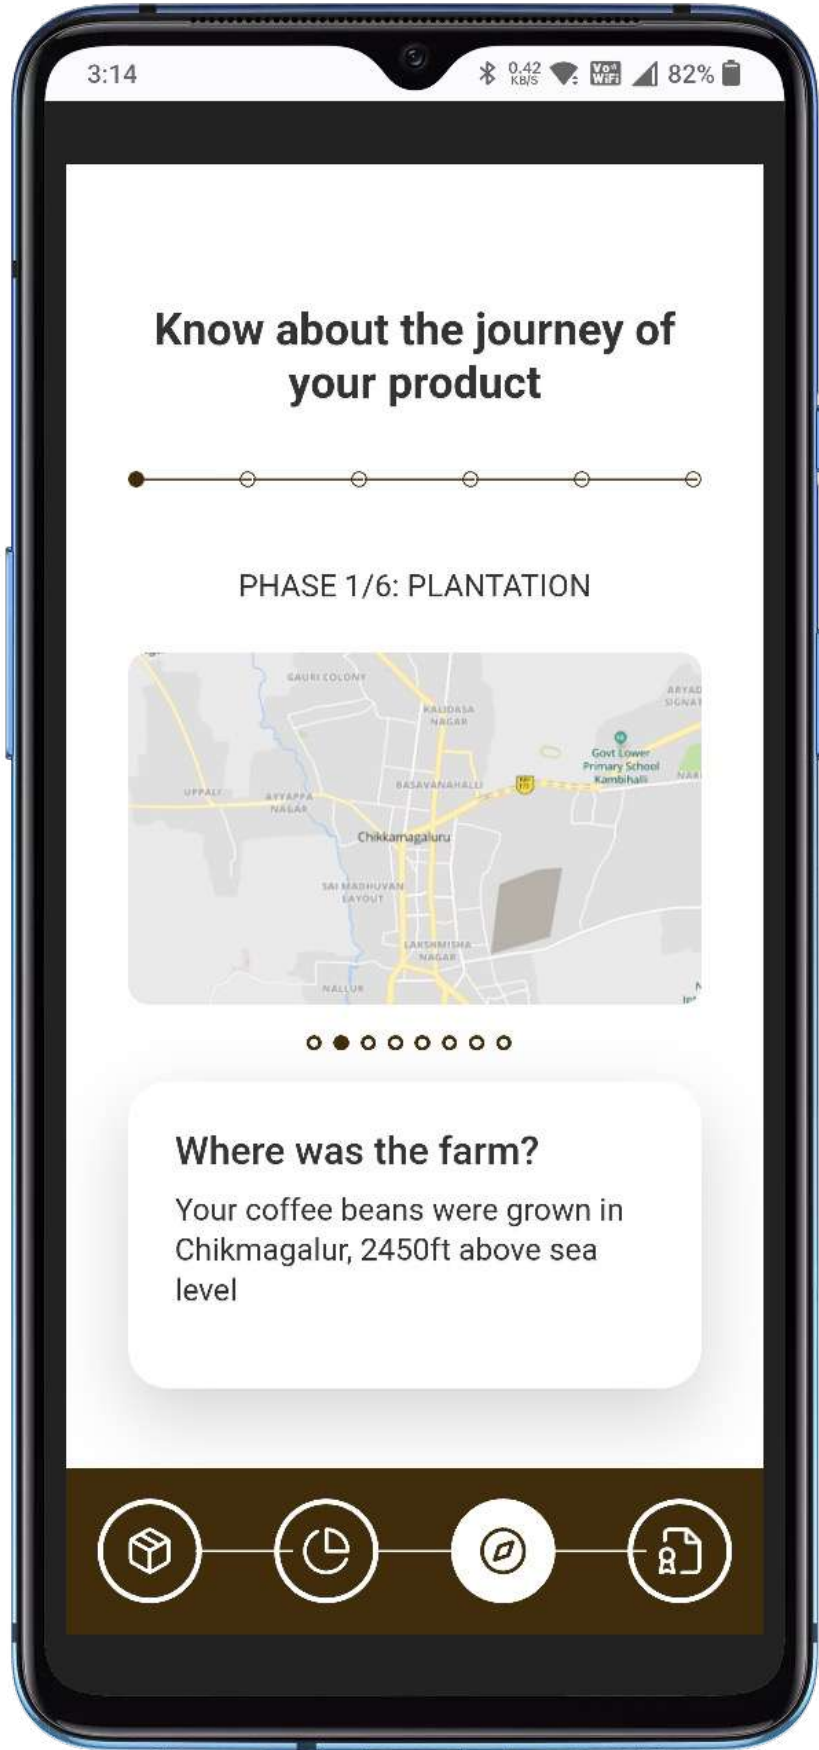 3:14
0.42
KB/S
Vo
WiFi
82%
Know about the journey of
your product
PHASE 1/6: PLANTATION
GAURI COLONY
KALIDASA
NAGAR
Govt Lower
Primary School
Kambihalli
UPPALI
AYYAPPA
NAGAR
BASAVANAHALLI
Chikkamagaluru
SAI MADHUVAN
LAYOUT
LAKSHMISHA
NAGAR
NALLUR
Where was the farm?
Your coffee beans were grown in
Chikmagalur, 2450ft above sea
level